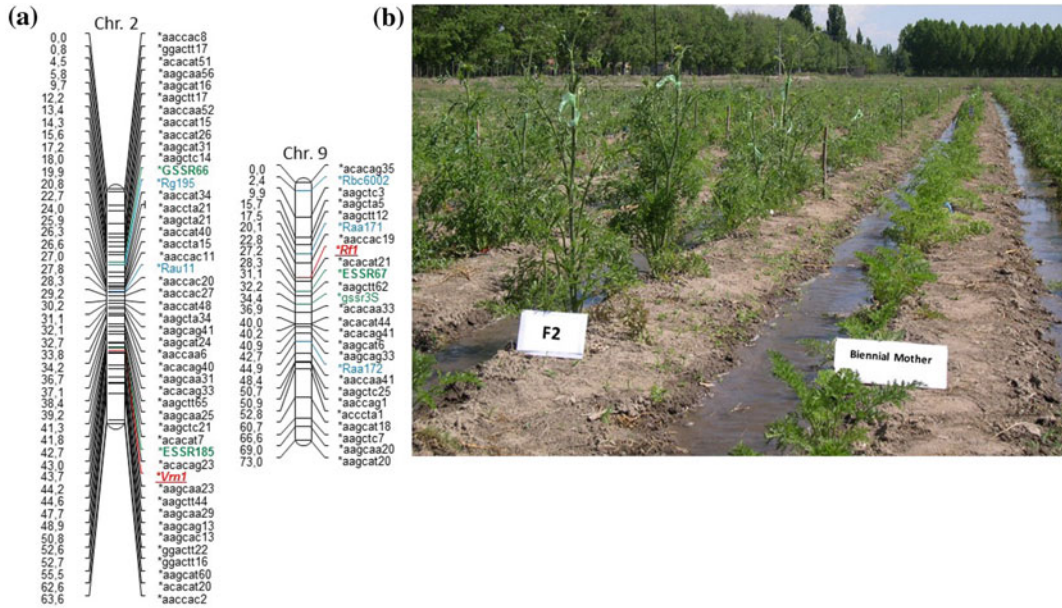 (a)
Chr. 2
0,0 *aaccac8
0,8 *ggactt17
4,5 *acacat51
5,8 *aagcaa56
9,7 *aagcat16
12,2 *aagctt17
13,4 *aaccaa52
14,3 *aaccat15
15,6 *aaccat26
17,2 *aagcat31
18,0 *aagctc14
19,9 *GSSR66
20,8 *Rg195
22,7 *aaccat34
24,0 *aaccta21
25,9 *aagcta21
26,3 *aaccat40
26,6 *aaccta15
27,0 *aaccac11
27,8 *Rau11
28,3 *aaccac20
29,2 *aaccac27
30,2 *aaccat48
31,1 *aagcta34
32,1 *aagcag41
32,7 *aagcat24
33,8 *aaccaa6
34,2 *acacag40
36,7 *aagcaa31
37,1 *acacag33
38,4 *aagctt65
39,2 *aagcaa25
41,3 *aagctc21
41,8 *acacat7
42,7 *ESSR185
43,0 *acacag23
43,7 *Vrn1
44,2 *aagcaa23
44,6 *aagctt44
47,7 *aagcaa29
48,9 *aagcag13
50,8 *aagcac13
52,6 *ggactt22
52,7 *ggactt16
55,5 *aagcat60
62,6 *acacat20
63,6 *aaccac2
Chr. 9
0,0 *acacag35
2,4 *Rbc6002
9,9 *aagctc3
15,7 *aagcta5
17,5 *aagctt12
20,1 *Raa171
22,8 *aaccac19
27,2 *Rf1
28,3 *acacat21
31,1 *ESSR67
32,2 *aagctt62
34,4 *gssr3S
36,9 *acacaa33
40,0 *acacat44
40,2 *acacag41
40,9 *aagcat6
42,7 *aagcag33
44,9 *Raa172
48,4 *aaccaa41
50,7 *aagctc25
50,9 *aaccag1
52,8 *acccta1
60,7 *aagcat18
66,6 *aagctc7
69,0 *aagcaa20
73,0 *aagcat20
(b)
F2
Biennial Mother